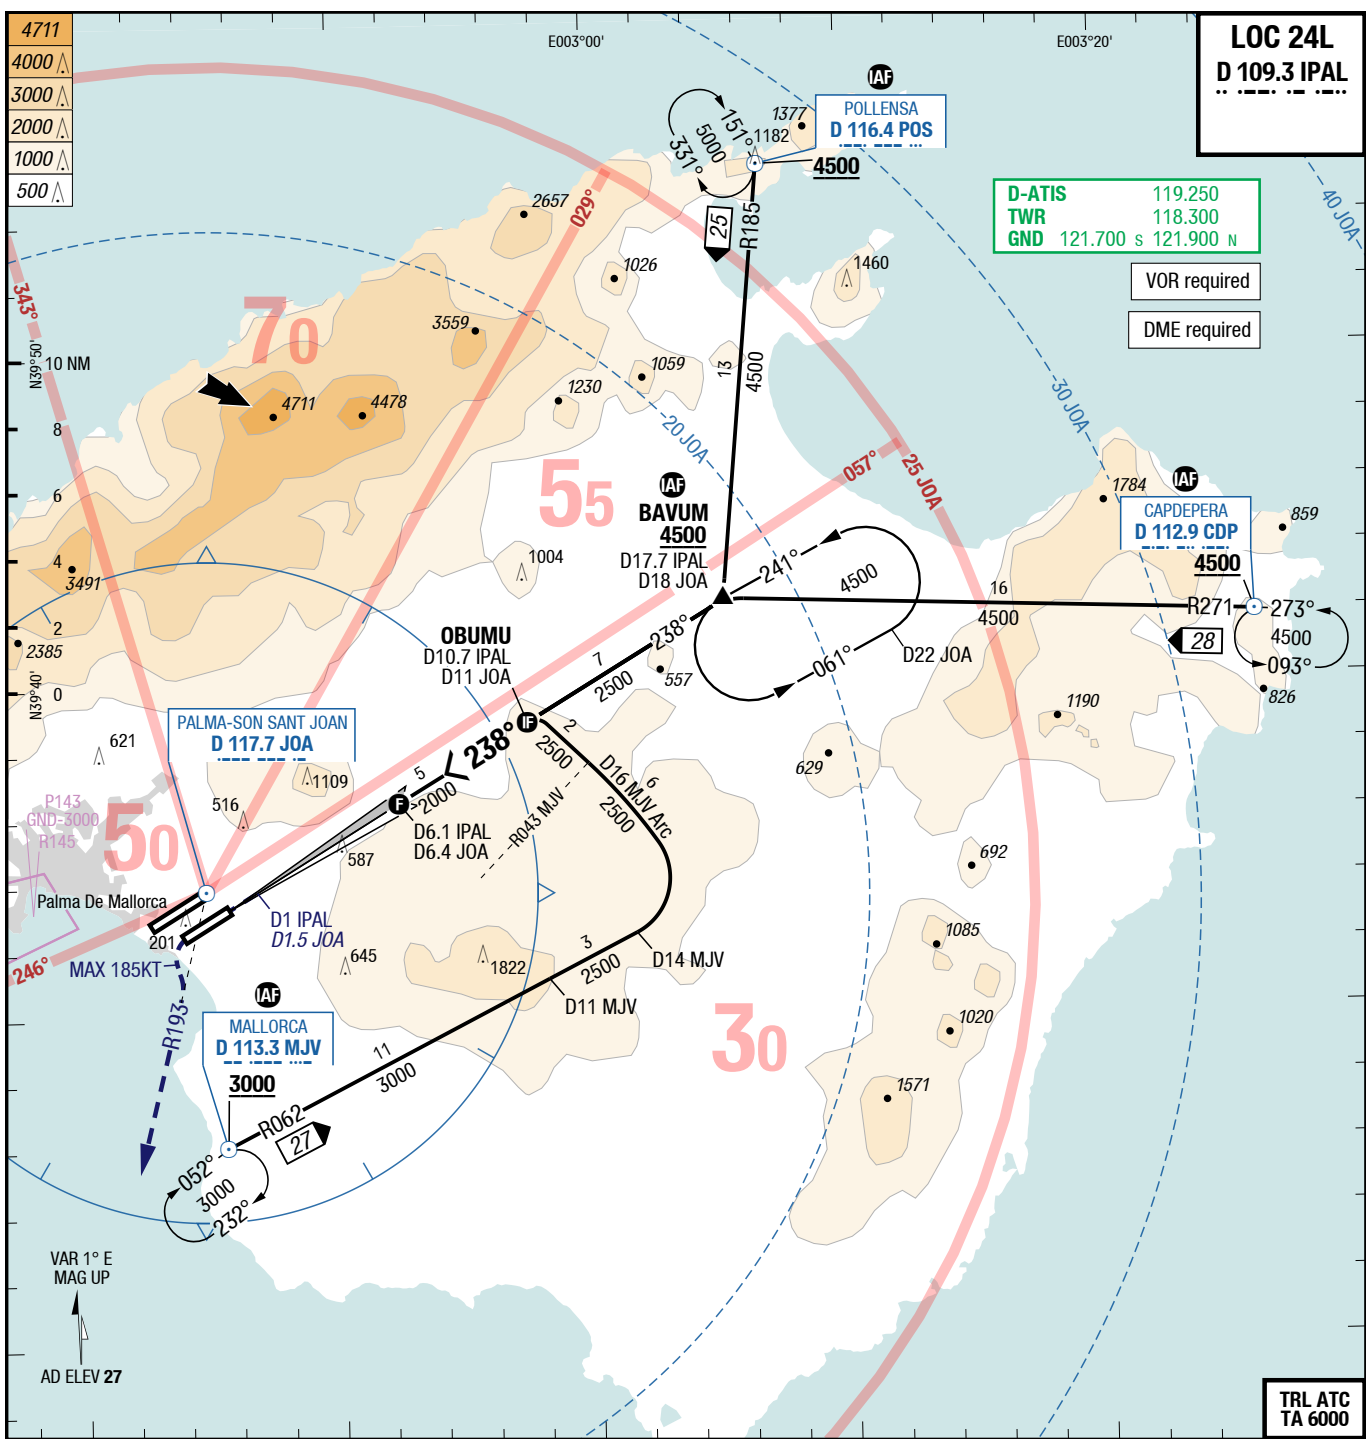 4711
4000
3000
2000
1000
500
E003°00'
E003°20'
LOC 24L
D 109.3 IPAL
IAF
POLLENSA
D 116.4 POS
4500
1377
1182
151°
5000
331°
R185
25
D-ATIS 119.250
TWR 118.300
GND 121.700 S 121.900 N
VOR required
DME required
40 JOA
30 JOA
20 JOA
25 JOA
2657
029°
1026
1460
343°
70
3559
N39°50'
10 NM
8
6
4
2
0
N39°40'
4711
4478
1230
1059
13
4500
55
057°
IAF
BAVUM
4500
D17.7 IPAL
D18 JOA
1784
IAF
CAPDEPERA
D 112.9 CDP
4500
859
241°
4500
061°
D22 JOA
16
4500
R271
28
273°
4500
093°
826
3491
2385
1004
OBUMU
D10.7 IPAL
D11 JOA
238°
7
2500
557
1190
629
PALMA-SON SANT JOAN
D 117.7 JOA
621
516
1109
5
238°
2000
IF
2
2500
D16 MJV Arc
6
2500
R043 MJV
F
D6.1 IPAL
D6.4 JOA
587
P143
GND-3000
R145
50
Palma De Mallorca
201
D1 IPAL
D1.5 JOA
MAX 185KT
246°
R193
645
1822
3
2500
D14 MJV
D11 MJV
692
1085
1020
1571
30
IAF
MALLORCA
D 113.3 MJV
3000
11
3000
R062
27
052°
3000
232°
VAR 1° E
MAG UP
AD ELEV 27
TRL ATC
TA 6000